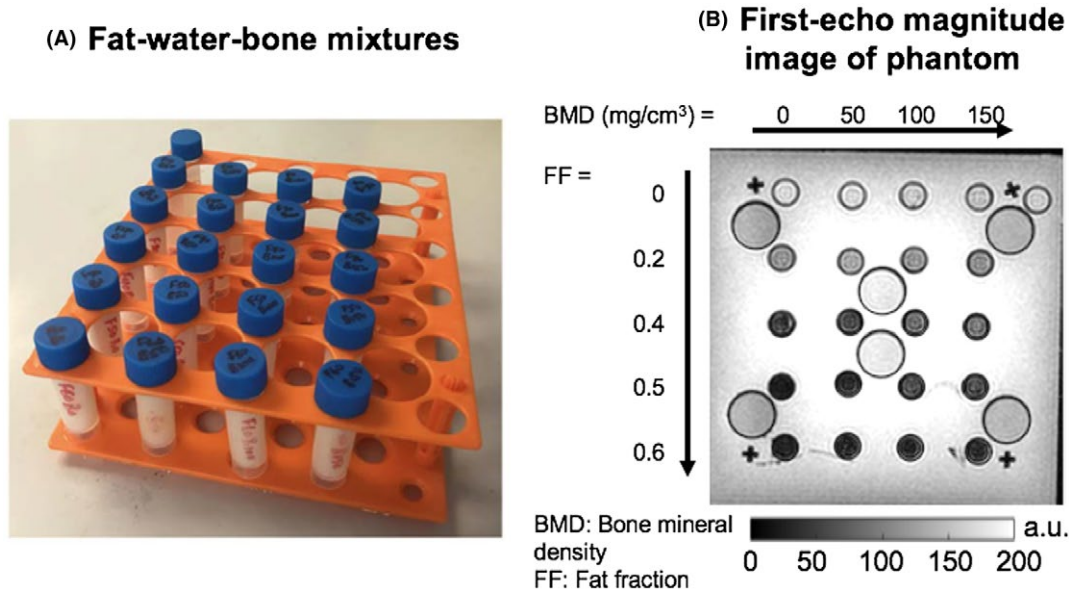 (A) Fat-water-bone mixtures
(B) First-echo magnitude
image of phantom
BMD (mg/cm³) = 0 50 100 150
FF =
0
0.2
0.4
0.5
0.6
BMD: Bone mineral
density
FF: Fat fraction
0 50 100 150 200 a.u.